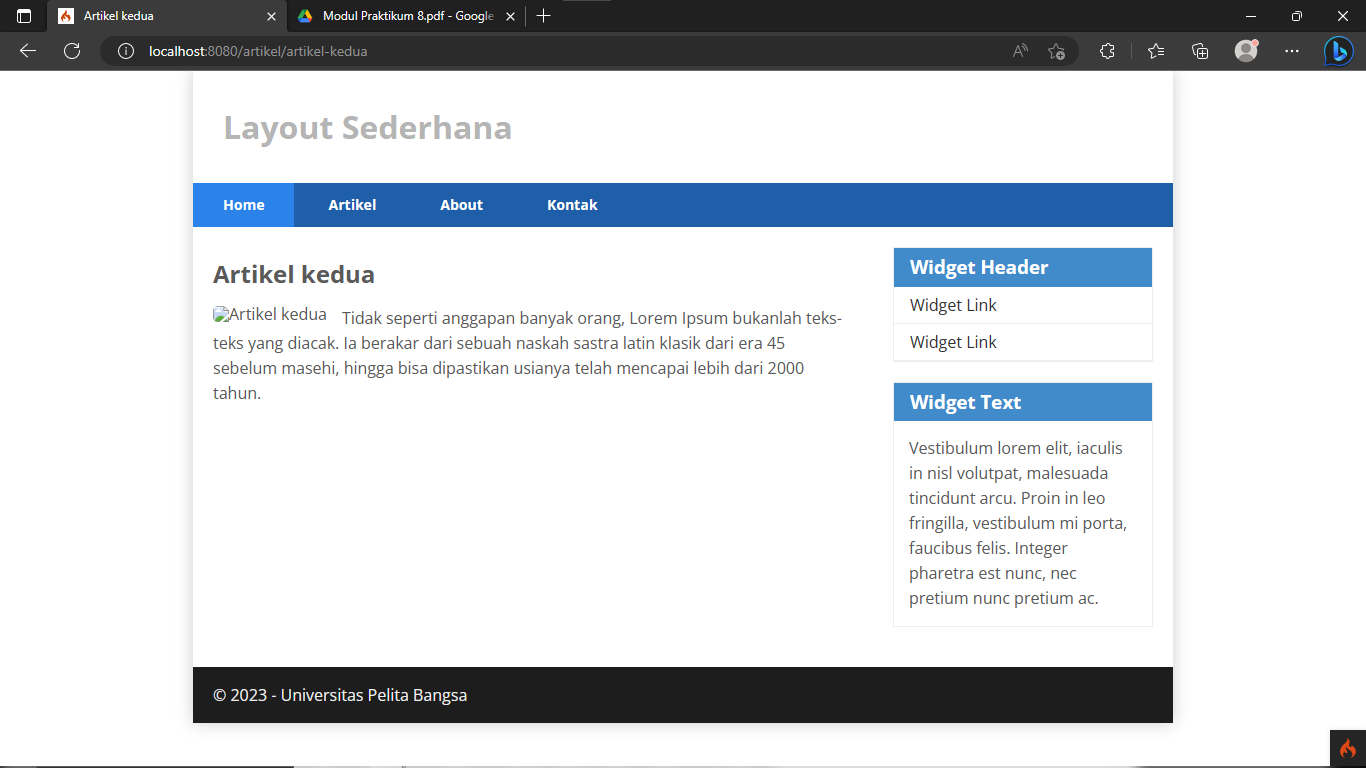 Artikel kedua
Modul Praktikum 8.pdf - Google
localhost:8080/artikel/artikel-kedua
Layout Sederhana
Home Artikel About Kontak
Artikel kedua
Artikel kedua Tidak seperti anggapan banyak orang, Lorem Ipsum bukanlah teks-
teks yang diacak. Ia berakar dari sebuah naskah sastra latin klasik dari era 45
sebelum masehi, hingga bisa dipastikan usianya telah mencapai lebih dari 2000
tahun.
Widget Header
Widget Link
Widget Link
Widget Text
Vestibulum lorem elit, iaculis
in nisl volutpat, malesuada
tincidunt arcu. Proin in leo
fringilla, vestibulum mi porta,
faucibus felis. Integer
pharetra est nunc, nec
pretium nunc pretium ac.
© 2023 - Universitas Pelita Bangsa